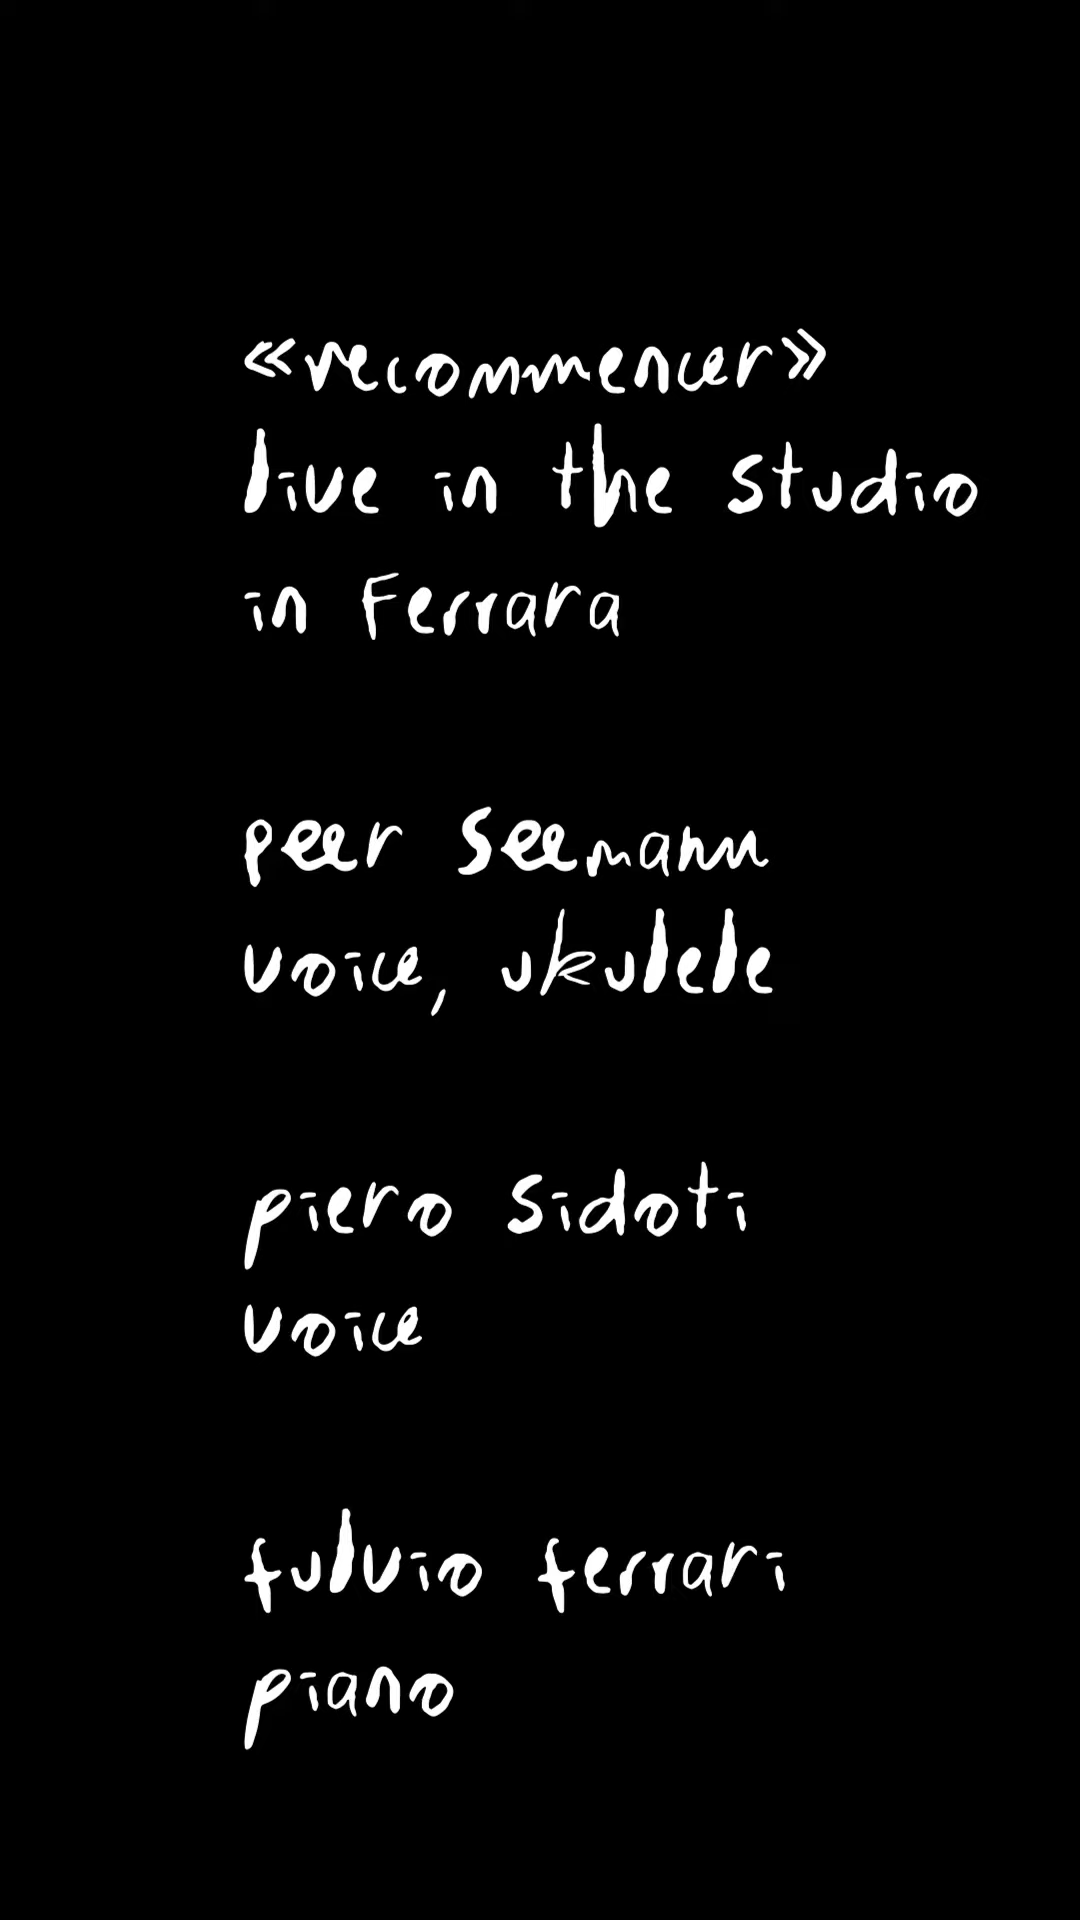 «recommencer»
live in the studio
in Ferrara
peer seemann
voice, ukulele
piero sidoti
voice
fulvio ferrari
piano